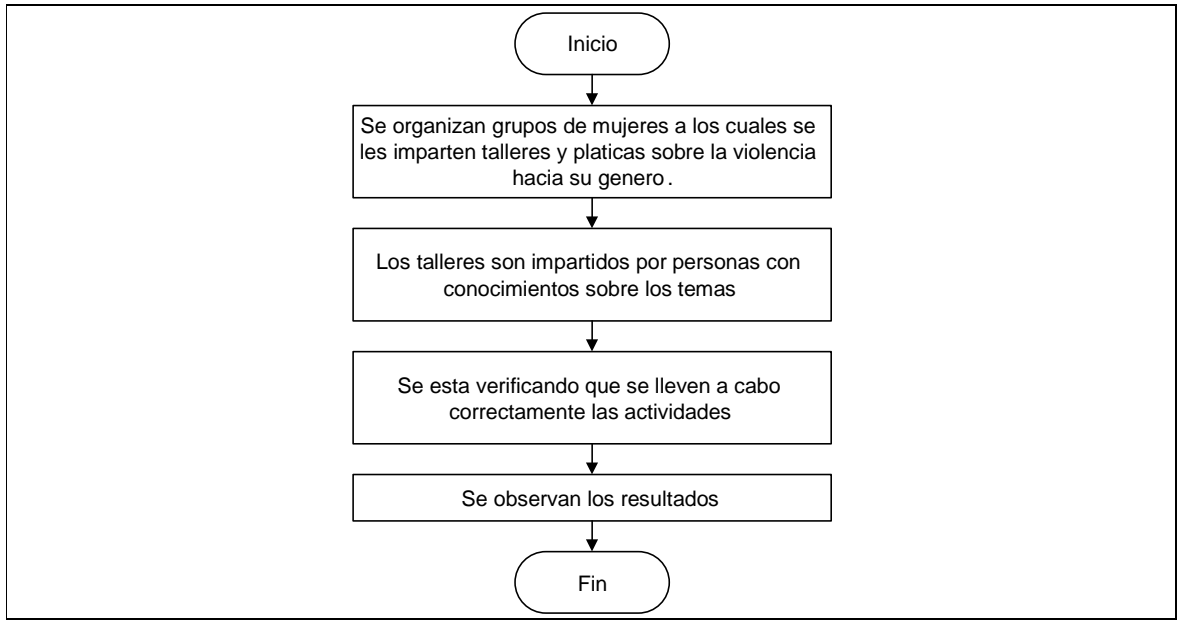 Inicio
Se organizan grupos de mujeres a los cuales se
les imparten talleres y platicas sobre la violencia
hacia su genero .
Los talleres son impartidos por personas con
conocimientos sobre los temas
Se esta verificando que se lleven a cabo
correctamente las actividades
Se observan los resultados
Fin